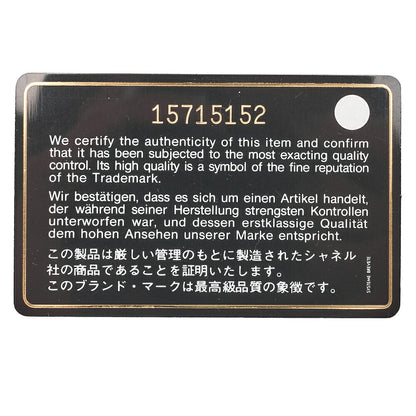 15715152
We certify the authenticity of this item and confirm
that it has been subjected to the most exacting quality
control. Its high quality is a symbol of the fine reputation
of the Trademark.
Wir bestätigen, dass es sich um einen Artikel handelt,
der während seiner Herstellung strengsten Kontrollen
unterworfen war, und dessen erstklassige Qualität
dem hohen Ansehen unserer Marke entspricht.
この製品は厳しい管理のもとに製造されたシャネル
社の商品であることを証明いたします。
このブランド・マークは最高級品質の象徴です。
SYSTEME BREVETE